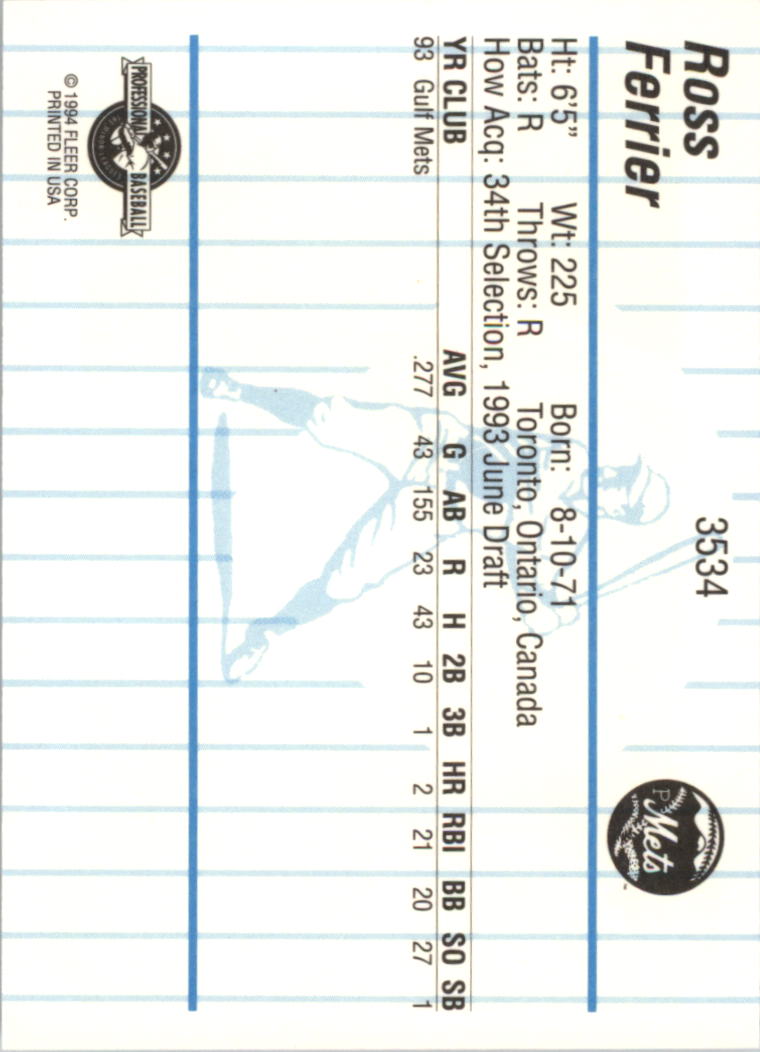 Ross
Ferrier
3534
P
Mets
™
Ht: 6'5" Wt: 225 Born: 8-10-71
Bats: R Throws: R Toronto, Ontario, Canada
How Acq: 34th Selection, 1993 June Draft
YR CLUB AVG G AB R H 2B 3B HR RBI BB SO SB
93 Gulf Mets .277 43 155 23 43 10 1 2 21 20 27 1
PROFESSIONAL BASEBALL
© 1994 FLEER CORP.
PRINTED IN USA